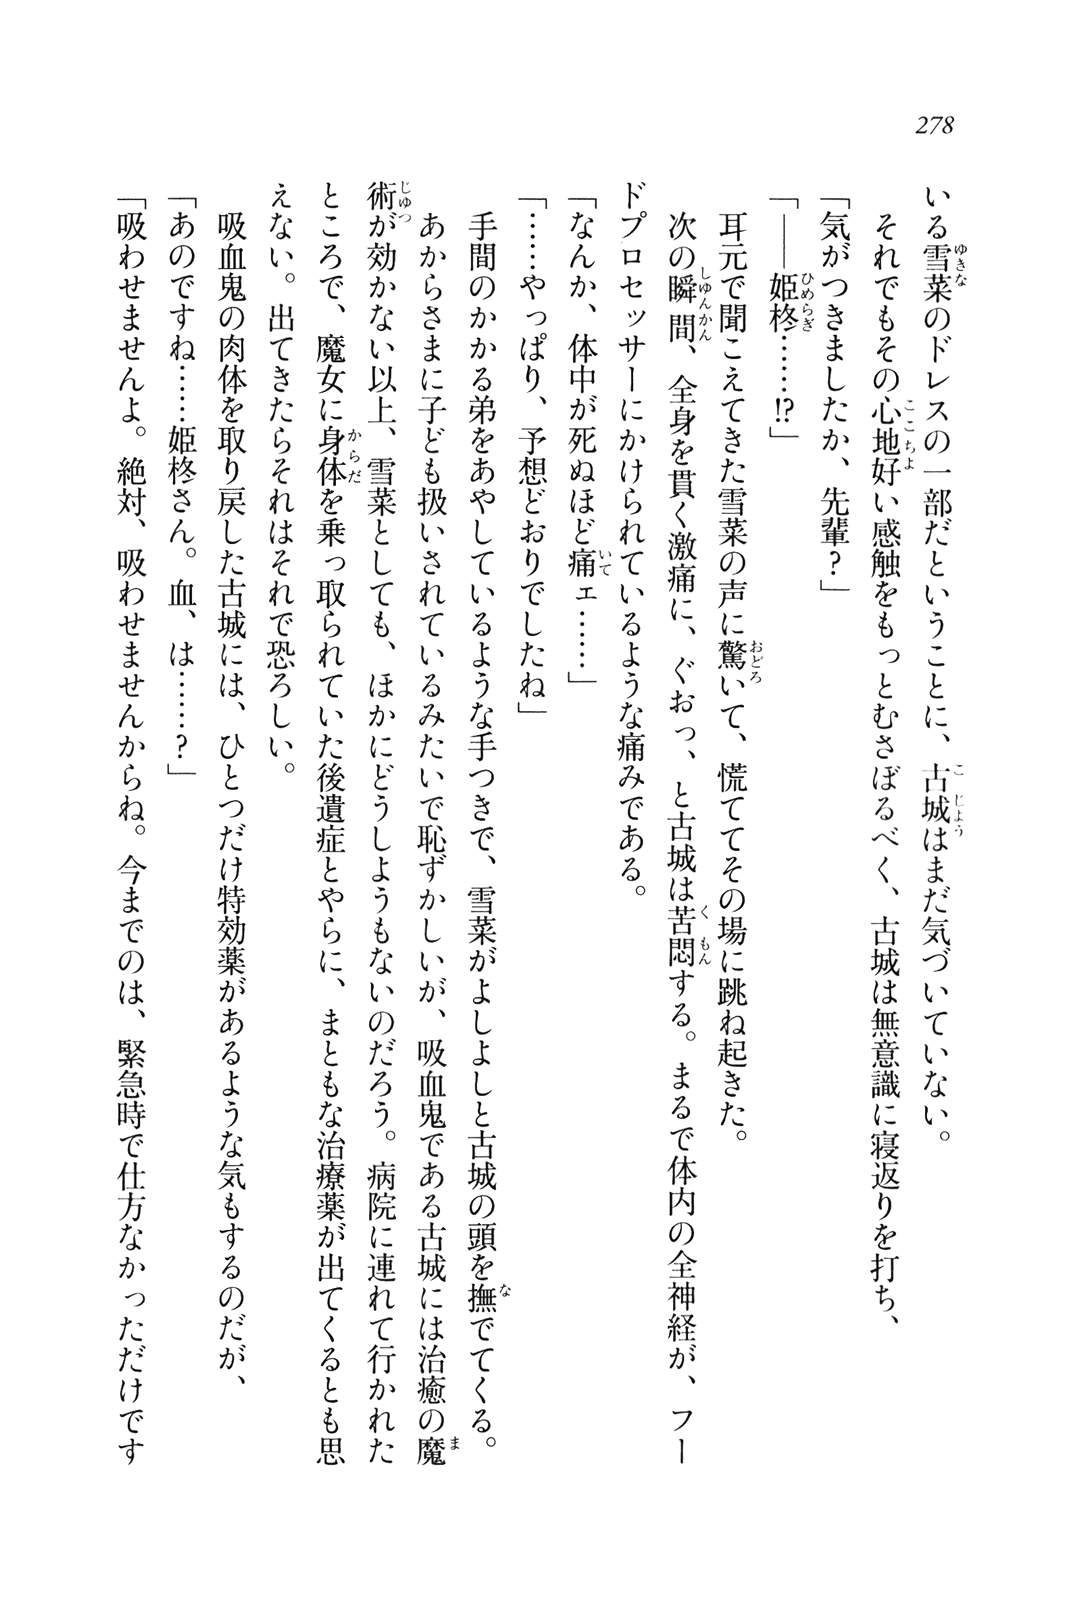 278
いる雪菜のドレスの一部だということに、古城はまだ気づいていない。
それでもその心地好い感触をもっとむさぼるべく、古城は無意識に寝返りを打ち、
「気がつきましたか、先輩？」
「――姫柊……!?」
耳元で聞こえてきた雪菜の声に驚いて、慌ててその場に跳ね起きた。
次の瞬間、全身を貫く激痛に、ぐおっ、と古城は苦悶する。まるで体内の全神経が、フー
ドプロセッサーにかけられているような痛みである。
「なんか、体中が死ぬほど痛ェ……」
「……やっぱり、予想どおりでしたね」
手間のかかる弟をあやしているような手つきで、雪菜がよしよしと古城の頭を撫でてくる。
あからさまに子ども扱いされているみたいで恥ずかしいが、吸血鬼である古城には治癒の魔
術が効かない以上、雪菜としても、ほかにどうしようもないのだろう。病院に連れて行かれた
ところで、魔女に身体を乗っ取られていた後遺症とやらに、まともな治療薬が出てくるとも思
えない。出てきたらそれはそれで恐ろしい。
吸血鬼の肉体を取り戻した古城には、ひとつだけ特効薬があるような気もするのだが、
「あのですね……姫柊さん。血、は……？」
「吸わせませんよ。絶対、吸わせませんからね。今までのは、緊急時で仕方なかっただけです